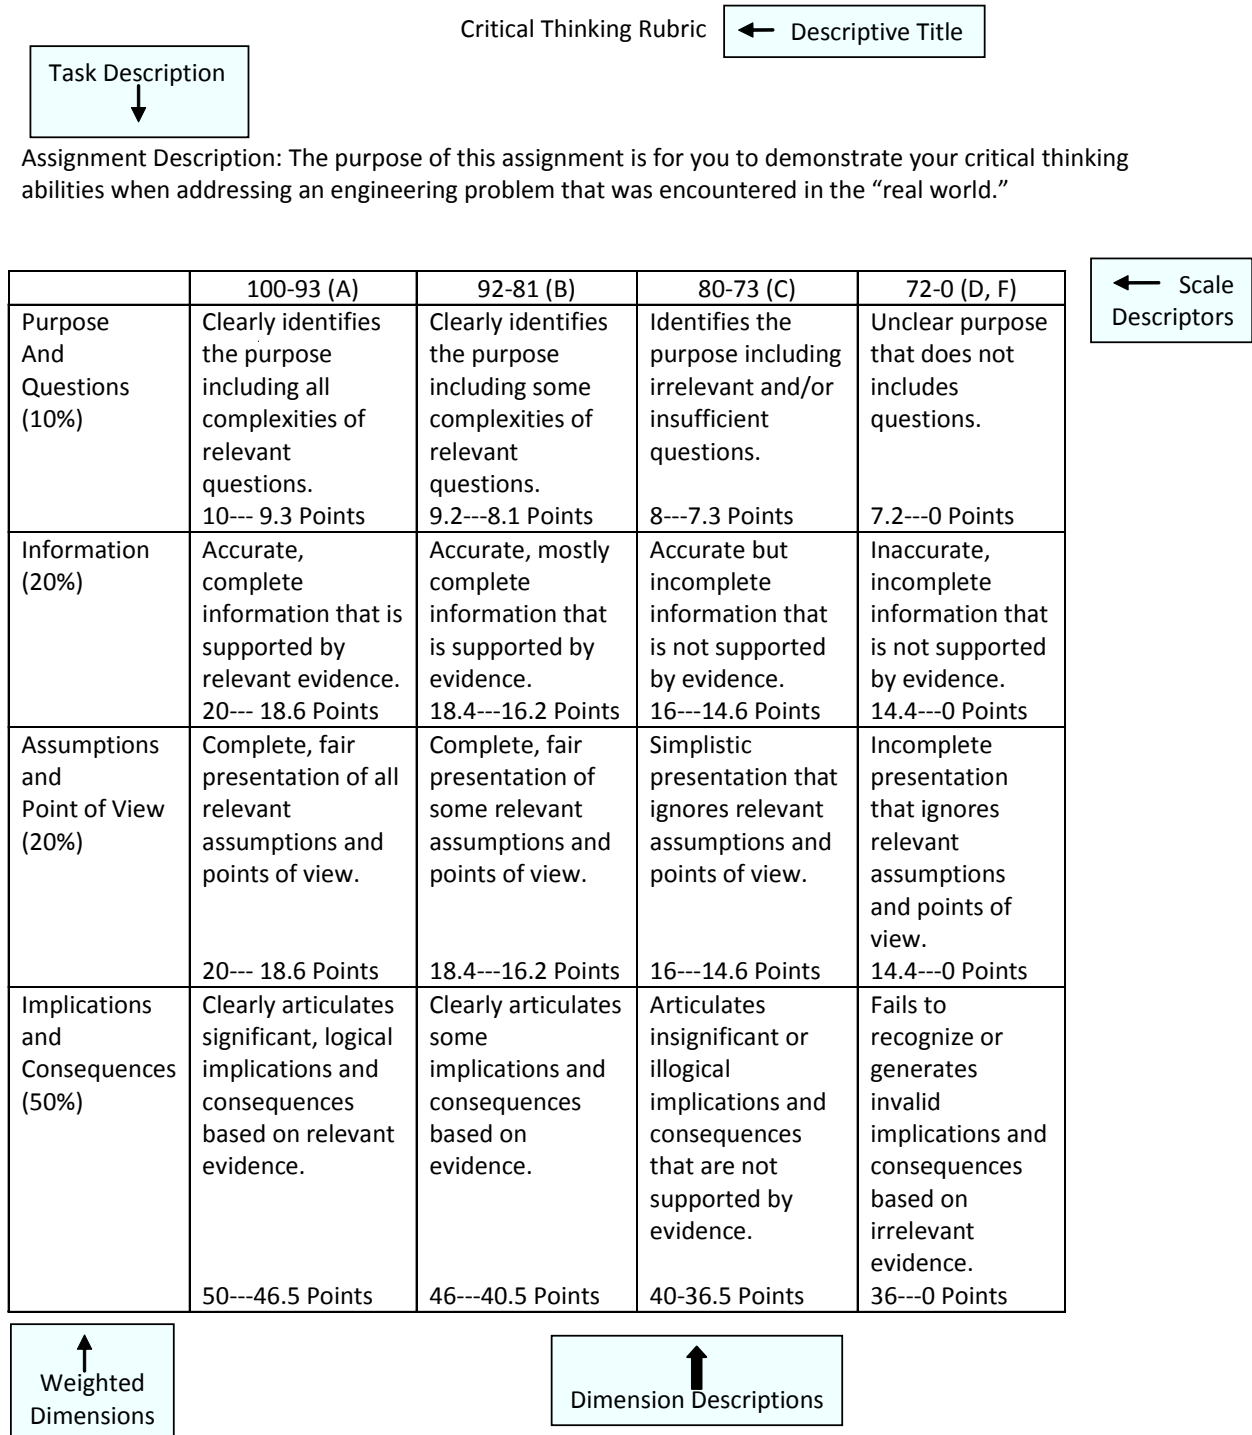 Critical Thinking Rubric
← Descriptive Title
Task Description
↓
Assignment Description: The purpose of this assignment is for you to demonstrate your critical thinking
abilities when addressing an engineering problem that was encountered in the “real world.”
100-93 (A)
92-81 (B)
80-73 (C)
72-0 (D, F)
← Scale
Descriptors
Purpose
And
Questions
(10%)
Clearly identifies
the purpose
including all
complexities of
relevant
questions.
10--- 9.3 Points
Clearly identifies
the purpose
including some
complexities of
relevant
questions.
9.2---8.1 Points
Identifies the
purpose including
irrelevant and/or
insufficient
questions.
8---7.3 Points
Unclear purpose
that does not
includes
questions.
7.2---0 Points
Information
(20%)
Accurate,
complete
information that is
supported by
relevant evidence.
20--- 18.6 Points
Accurate, mostly
complete
information that
is supported by
evidence.
18.4---16.2 Points
Accurate but
incomplete
information that
is not supported
by evidence.
16---14.6 Points
Inaccurate,
incomplete
information that
is not supported
by evidence.
14.4---0 Points
Assumptions
and
Point of View
(20%)
Complete, fair
presentation of all
relevant
assumptions and
points of view.
20--- 18.6 Points
Complete, fair
presentation of
some relevant
assumptions and
points of view.
18.4---16.2 Points
Simplistic
presentation that
ignores relevant
assumptions and
points of view.
16---14.6 Points
Incomplete
presentation
that ignores
relevant
assumptions
and points of
view.
14.4---0 Points
Implications
and
Consequences
(50%)
Clearly articulates
significant, logical
implications and
consequences
based on relevant
evidence.
50---46.5 Points
Clearly articulates
some
implications and
consequences
based on
evidence.
46---40.5 Points
Articulates
insignificant or
illogical
implications and
consequences
that are not
supported by
evidence.
40-36.5 Points
Fails to
recognize or
generates
invalid
implications and
consequences
based on
irrelevant
evidence.
36---0 Points
↑
Weighted
Dimensions
Dimension Descriptions